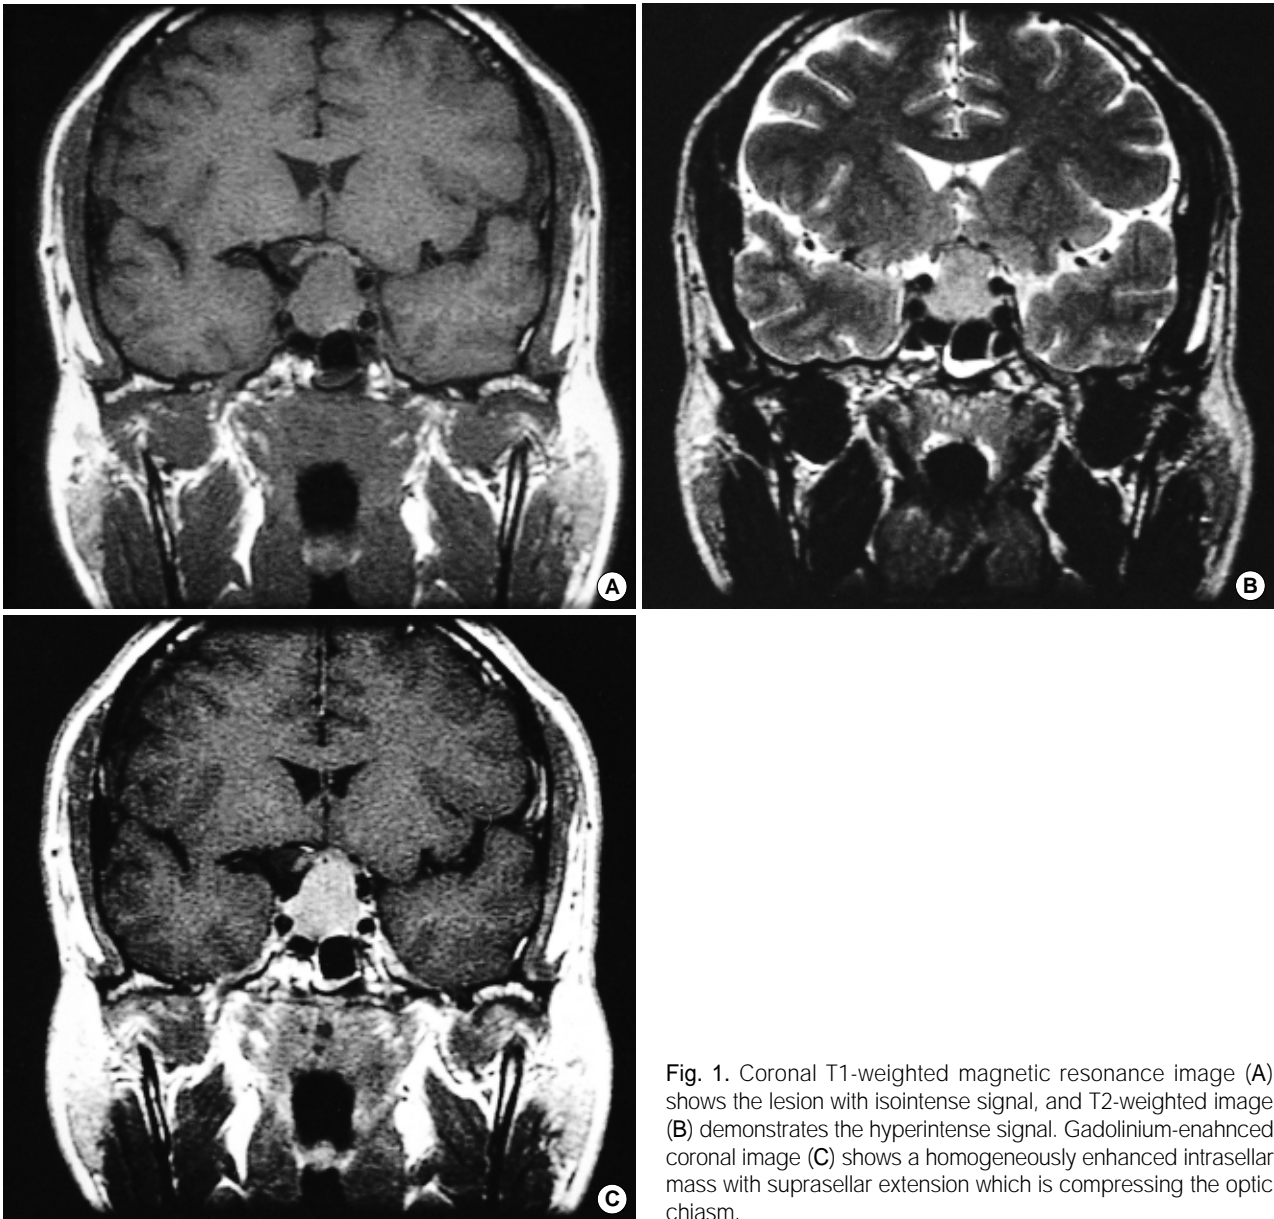 A
B
C
Fig. 1. Coronal T1-weighted magnetic resonance image (A)
shows the lesion with isointense signal, and T2-weighted image
(B) demonstrates the hyperintense signal. Gadolinium-enahnced
coronal image (C) shows a homogeneously enhanced intrasellar
mass with suprasellar extension which is compressing the optic
chiasm.